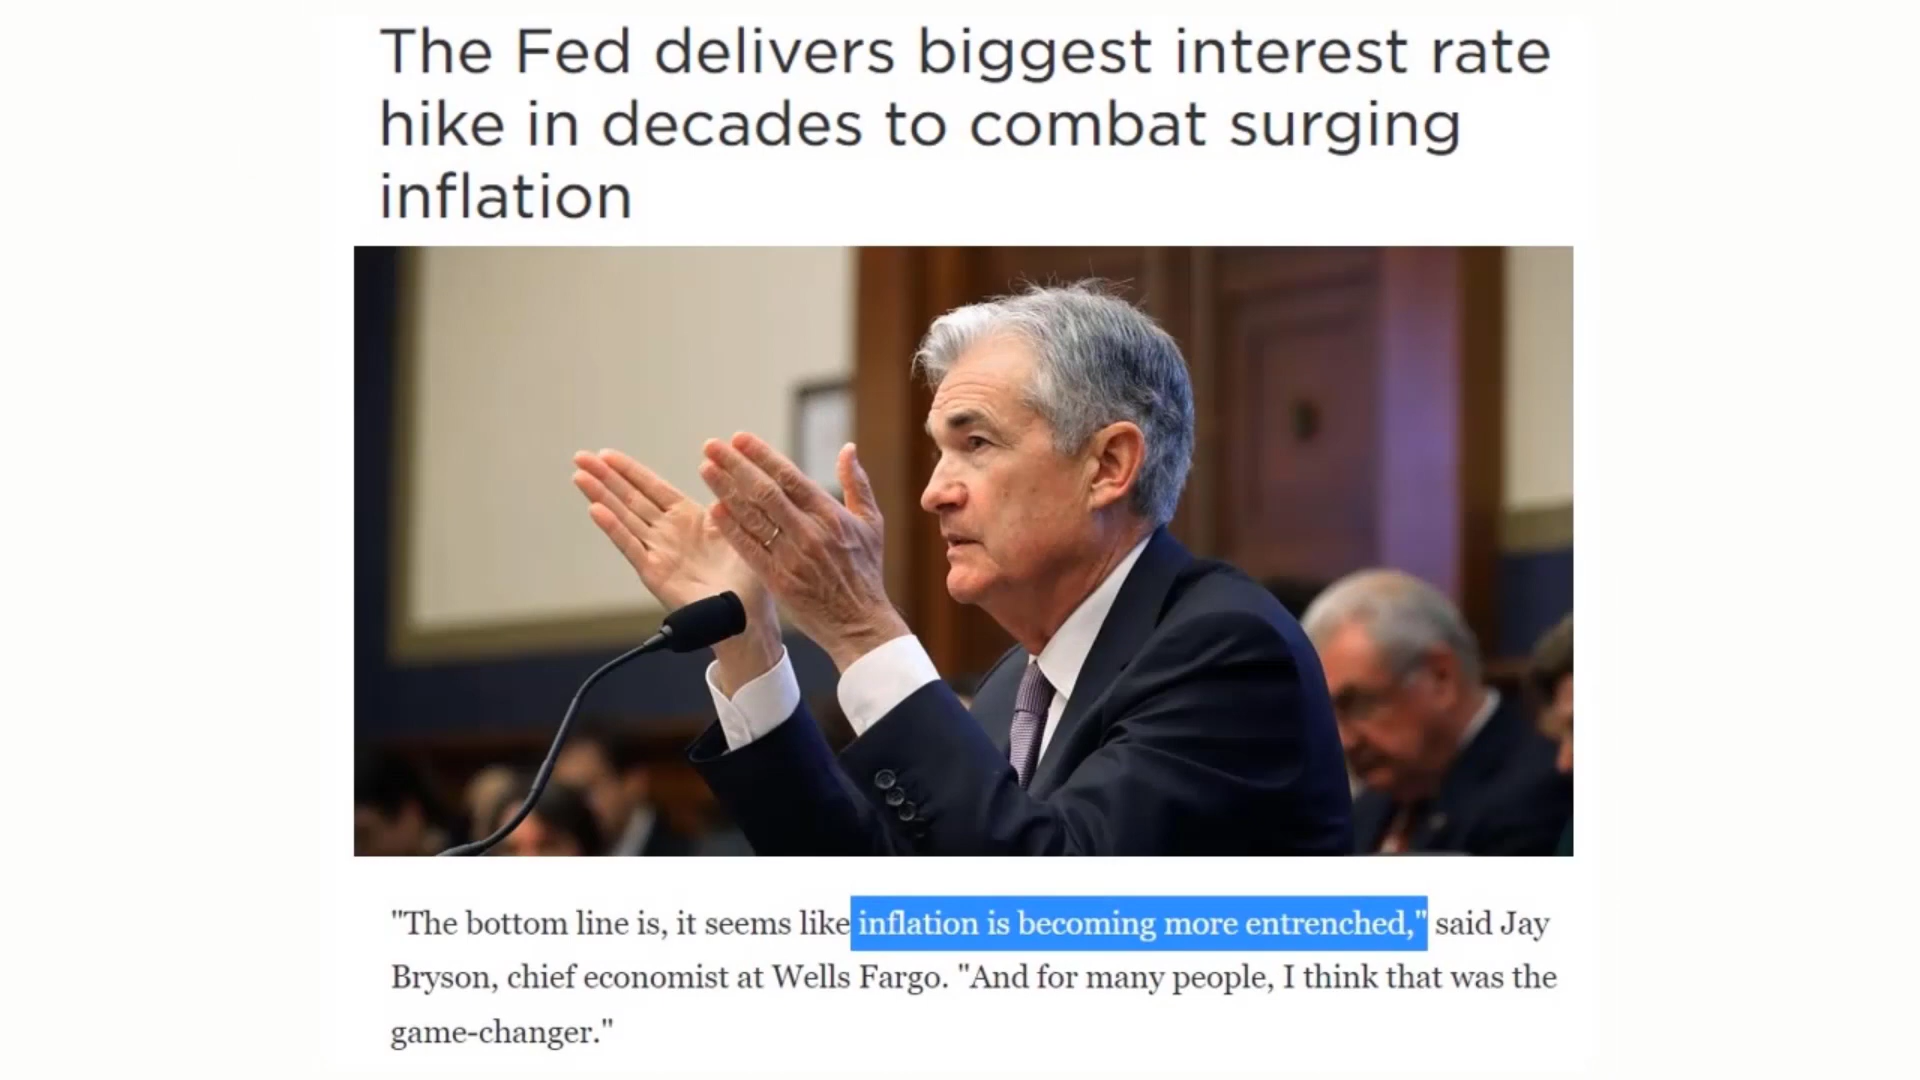 The Fed delivers biggest interest rate
hike in decades to combat surging
inflation
"The bottom line is, it seems like inflation is becoming more entrenched," said Jay
Bryson, chief economist at Wells Fargo. "And for many people, I think that was the
game-changer."